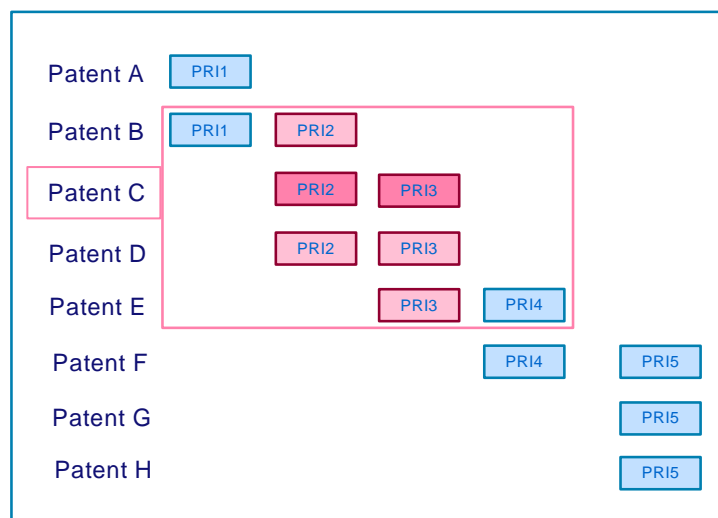 Patent A PRI1
Patent B PRI1 PRI2
Patent C PRI2 PRI3
Patent D PRI2 PRI3
Patent E PRI3 PRI4
Patent F PRI4 PRI5
Patent G PRI5
Patent H PRI5